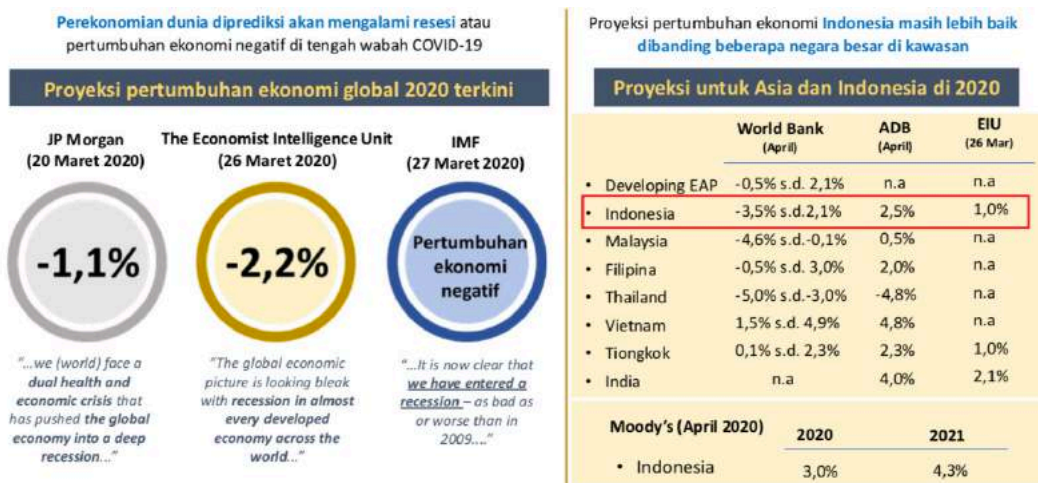 Perekonomian dunia diprediksi akan mengalami resesi atau
pertumbuhan ekonomi negatif di tengah wabah COVID-19
Proyeksi pertumbuhan ekonomi global 2020 terkini
JP Morgan
(20 Maret 2020)
-1,1%
"...we (world) face a
dual health and
economic crisis that
has pushed the global
economy into a deep
recession..."
The Economist Intelligence Unit
(26 Maret 2020)
-2,2%
"The global economic
picture is looking bleak
with recession in almost
every developed
economy across the
world..."
IMF
(27 Maret 2020)
Pertumbuhan
ekonomi
negatif
"...It is now clear that
we have entered a
recession – as bad as
or worse than in
2009...."
Proyeksi pertumbuhan ekonomi Indonesia masih lebih baik
dibanding beberapa negara besar di kawasan
Proyeksi untuk Asia dan Indonesia di 2020
World Bank ADB EIU
(April) (April) (26 Mar)
• Developing EAP -0,5% s.d. 2,1% n.a n.a
• Indonesia -3,5% s.d.2,1% 2,5% 1,0%
• Malaysia -4,6% s.d.-0,1% 0,5% n.a
• Filipina -0,5% s.d. 3,0% 2,0% n.a
• Thailand -5,0% s.d.-3,0% -4,8% n.a
• Vietnam 1,5% s.d. 4,9% 4,8% n.a
• Tiongkok 0,1% s.d. 2,3% 2,3% 1,0%
• India n.a 4,0% 2,1%
Moody's (April 2020) 2020 2021
• Indonesia 3,0% 4,3%